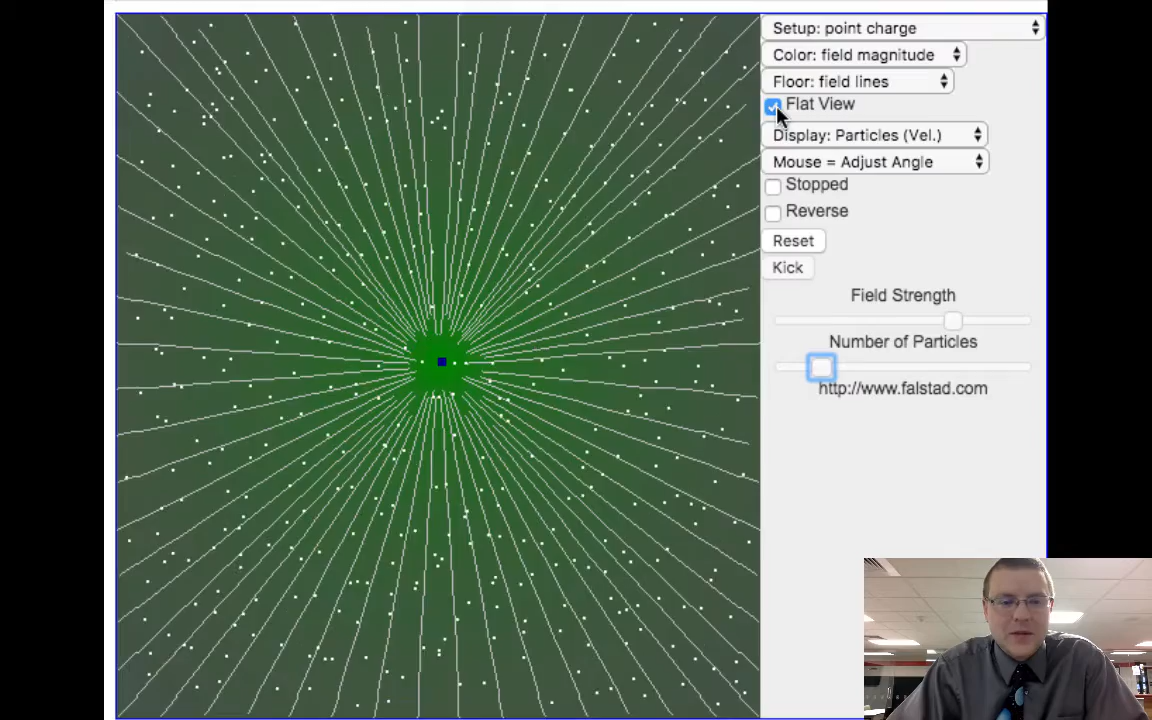 Setup: point charge
Color: field magnitude
Floor: field lines
Flat View
Display: Particles (Vel.)
Mouse = Adjust Angle
Stopped
Reverse
Reset
Kick
Field Strength
Number of Particles
http://www.falstad.com